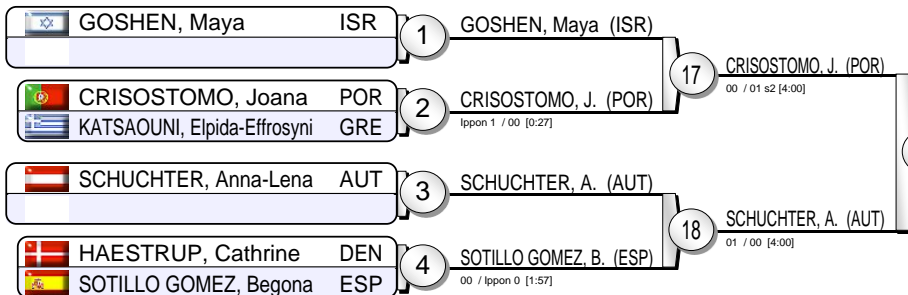 GOSHEN, Maya ISR
1
GOSHEN, Maya (ISR)
17
CRISOSTOMO, J. (POR)
00 / 01 s2 [4:00]
CRISOSTOMO, Joana POR
KATSAOUNI, Elpida-Effrosyni GRE
2
CRISOSTOMO, J. (POR)
Ippon 1 / 00 [0:27]
SCHUCHTER, Anna-Lena AUT
3
SCHUCHTER, A. (AUT)
18
SCHUCHTER, A. (AUT)
01 / 00 [4:00]
HAESTRUP, Cathrine DEN
SOTILLO GOMEZ, Begona ESP
4
SOTILLO GOMEZ, B. (ESP)
00 / Ippon 0 [1:57]